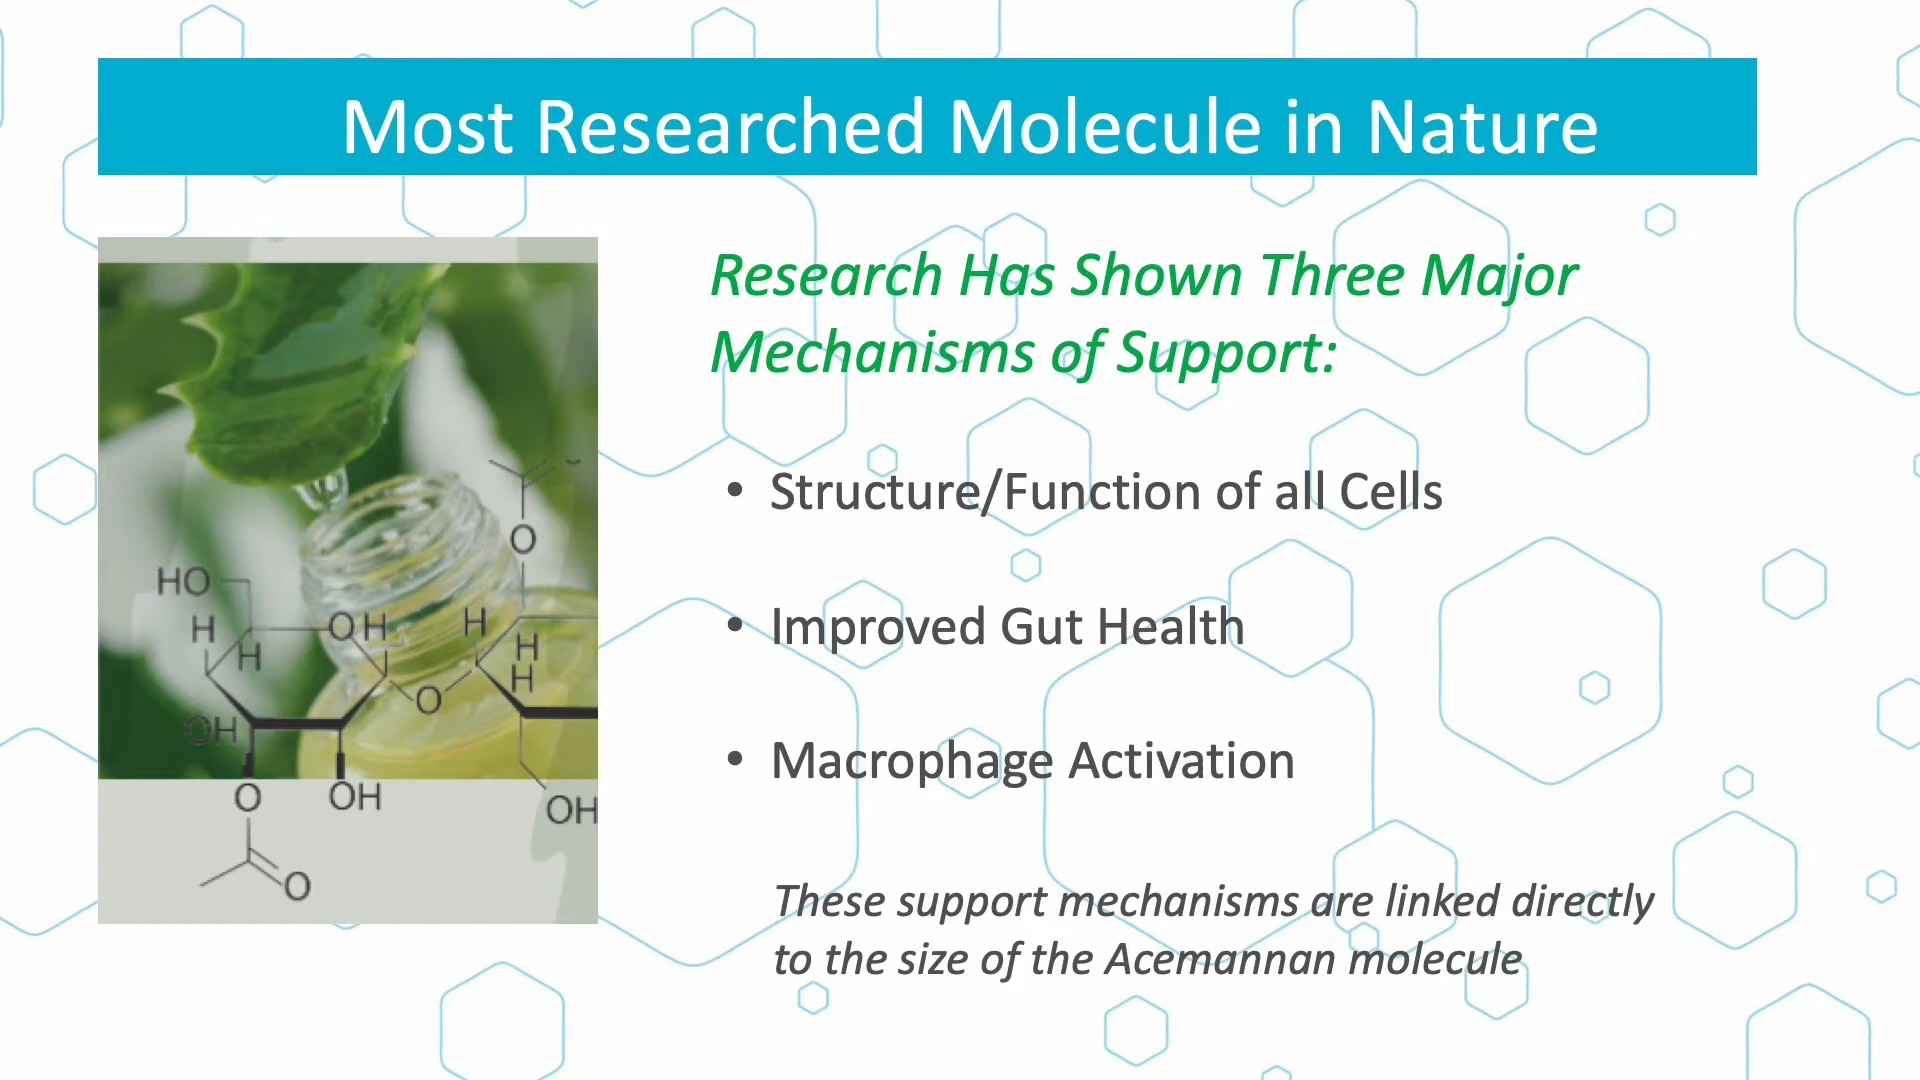 Most Researched Molecule in Nature
Research Has Shown Three Major
Mechanisms of Support:
• Structure/Function of all Cells
• Improved Gut Health
• Macrophage Activation
These support mechanisms are linked directly
to the size of the Acemannan molecule
O
HO
H
OH
H
H
H
H
O
OH
O
OH
OH
O